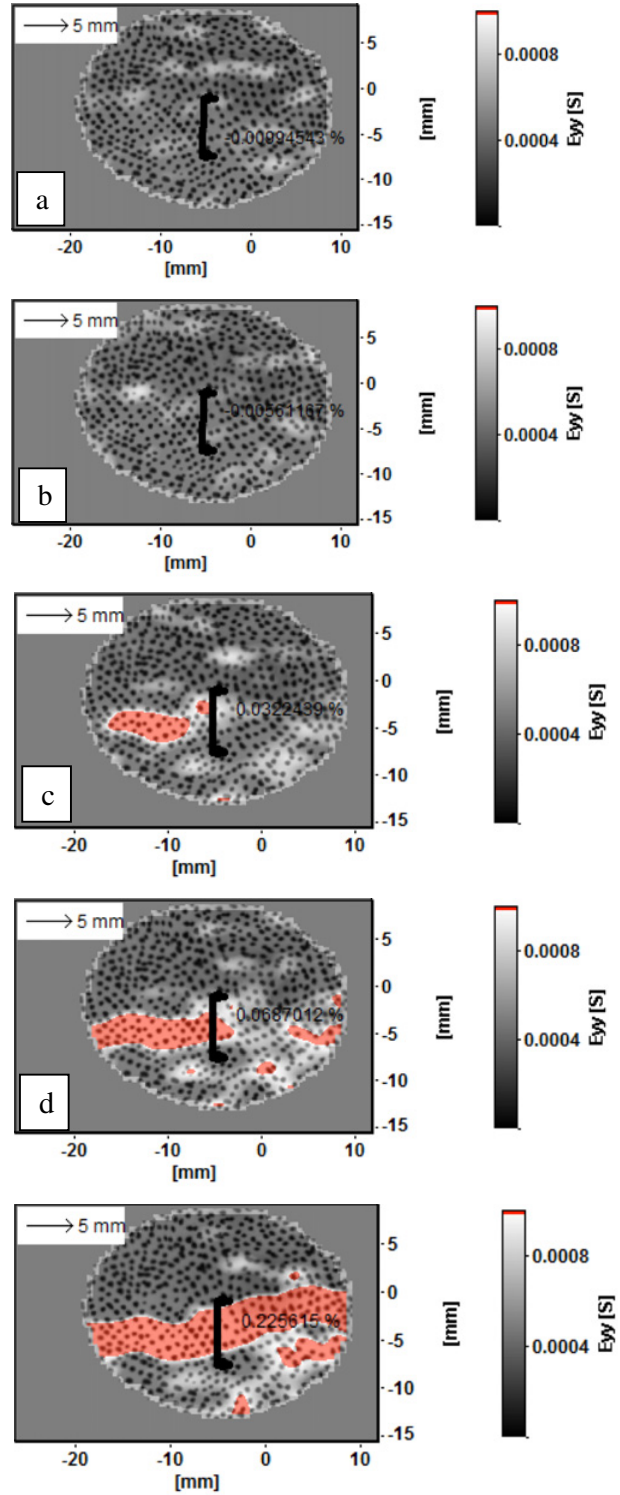 5 mm
5
0
-5
-10
-15
[mm]
-0.00994543 %
a
-20 -10 0 10
[mm]
0.0008
0.0004
Eyy [S]
5 mm
5
0
-5
-10
-15
[mm]
-0.00561167 %
b
-20 -10 0 10
[mm]
0.0008
0.0004
Eyy [S]
5 mm
5
0
-5
-10
-15
[mm]
0.0322439 %
c
-20 -10 0 10
[mm]
0.0008
0.0004
Eyy [S]
5 mm
5
0
-5
-10
-15
[mm]
0.0687012 %
d
-20 -10 0 10
[mm]
0.0008
0.0004
Eyy [S]
5 mm
5
0
-5
-10
-15
[mm]
0.225615 %
-20 -10 0 10
[mm]
0.0008
0.0004
Eyy [S]